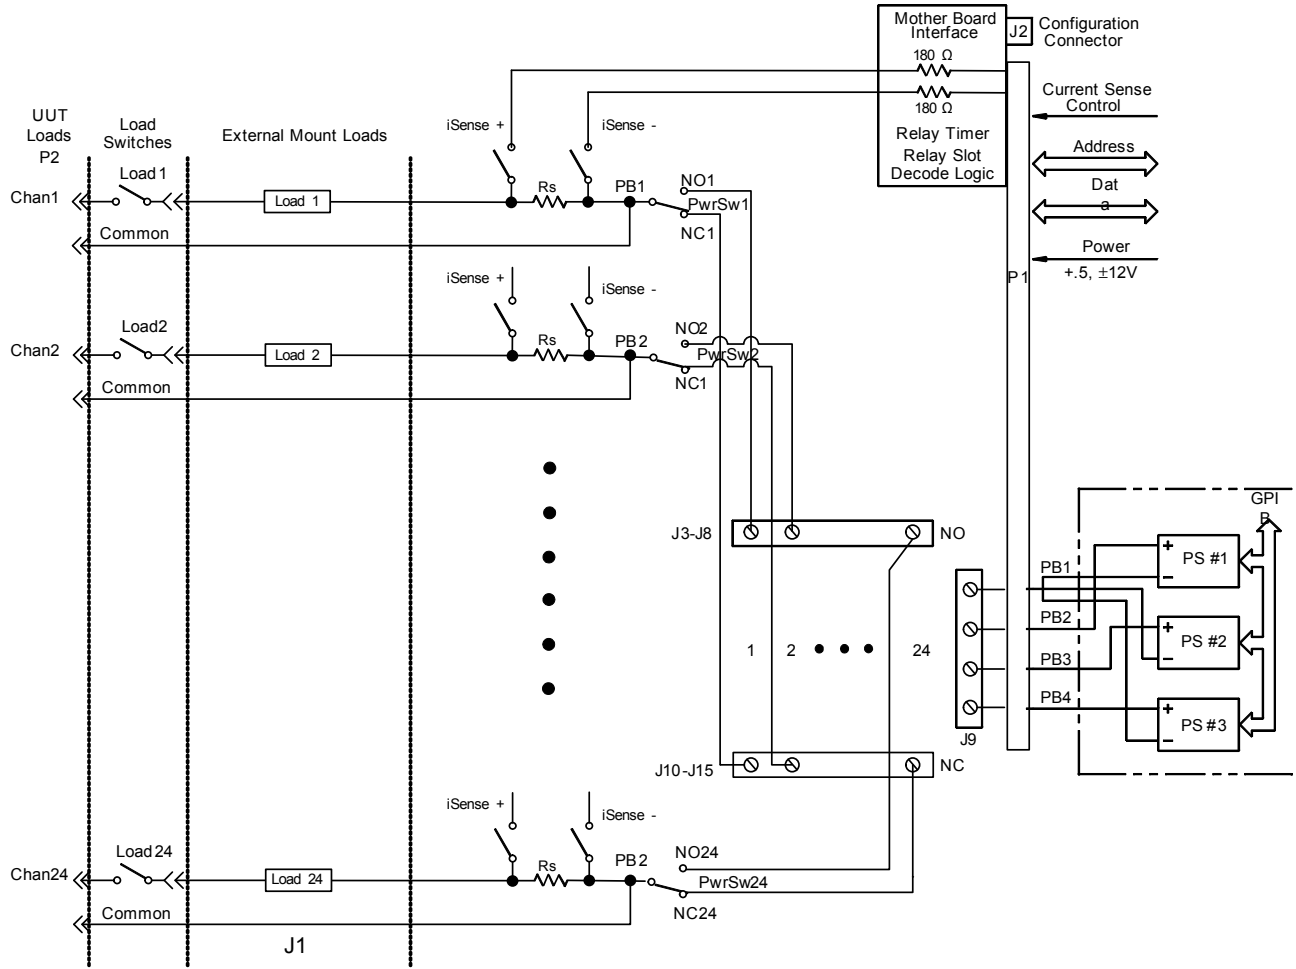 Mother Board
Interface
J2
Configuration
Connector
180 Ω
180 Ω
Relay Timer
Relay Slot
Decode Logic
Current Sense
Control
Address
Dat
a
Power
+.5, ±12V
P1
UUT
Loads
P2
Load
Switches
External Mount Loads
iSense +
iSense -
Load 1
Chan1
Load 1
Rs
PB1
NO1
PwrSw1
NC1
Common
iSense +
iSense -
Load2
Chan2
Load 2
Rs
PB2
NO2
PwrSw2
NC1
Common
J3-J8
NO
1
2
24
J10-J15
NC
J9
GPI
B
PB1
PB2
PB3
PB4
+
PS #1
–
+
PS #2
–
+
PS #3
–
iSense +
iSense -
Load 24
Chan24
Load 24
Rs
PB2
NO24
PwrSw24
NC24
Common
J1